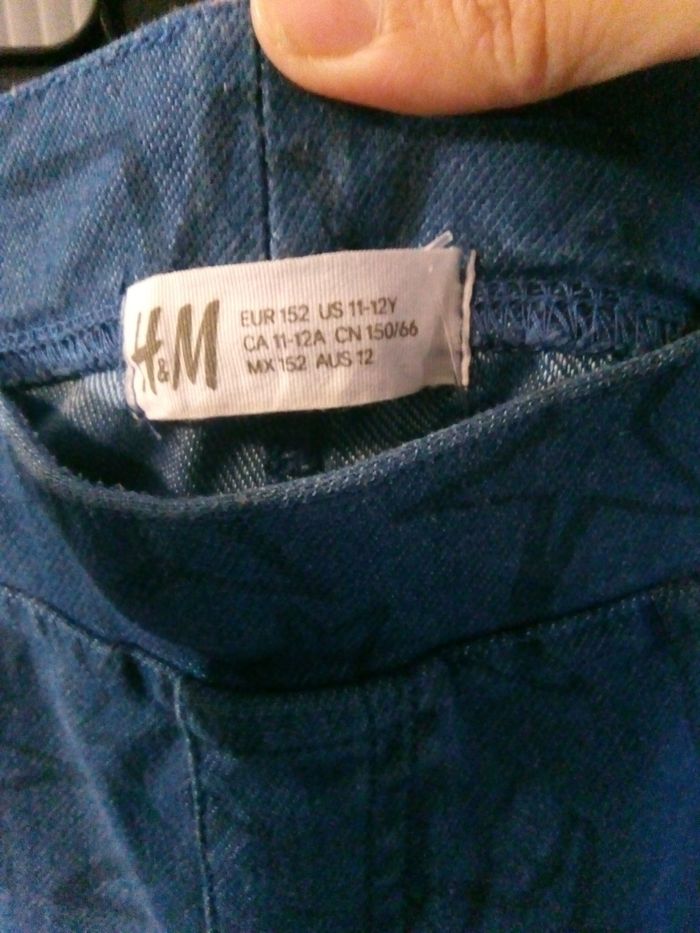 H&M
EUR 152 US 11-12Y
CA 11-12A CN 150/66
MX 152 AUS 12